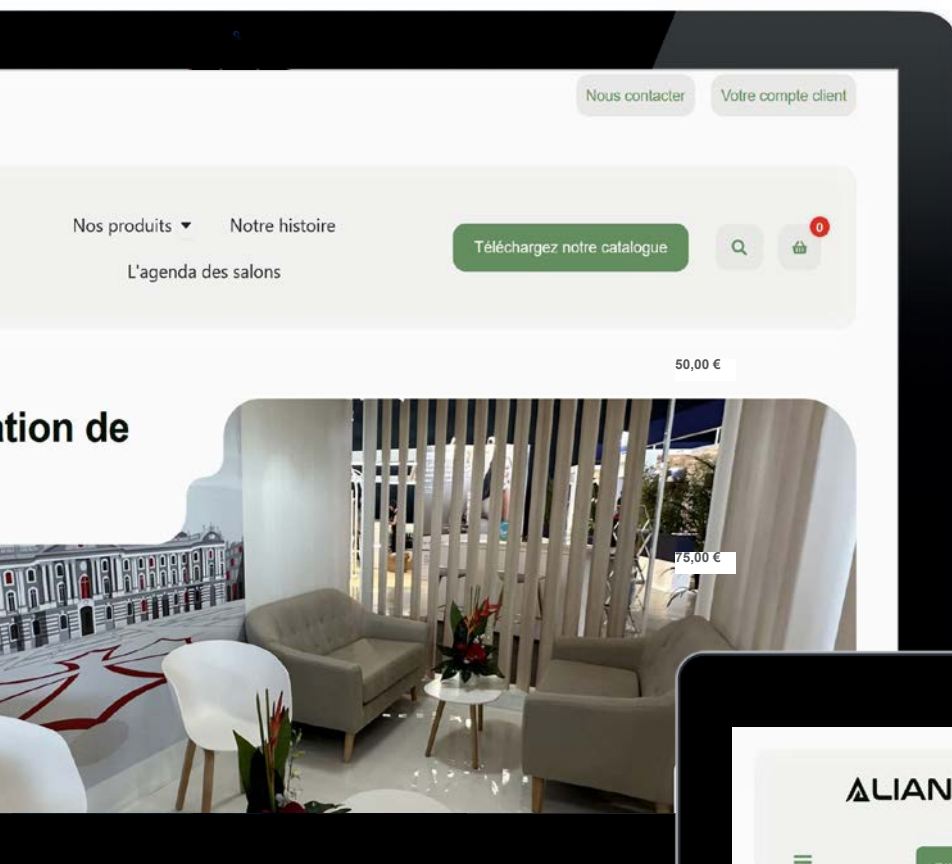 Nous contacter
Votre compte client
Nos produits
Notre histoire
L'agenda des salons
Téléchargez notre catalogue
0
50,00 €
ation de
75,00 €
ALIAN